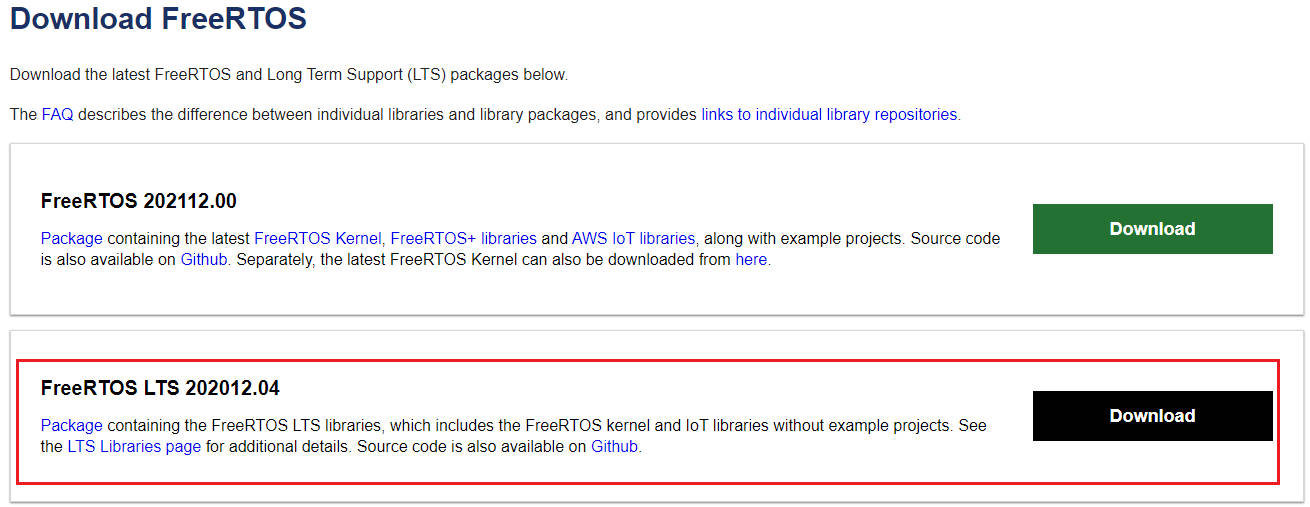 Download FreeRTOS
Download the latest FreeRTOS and Long Term Support (LTS) packages below.
The FAQ describes the difference between individual libraries and library packages, and provides links to individual library repositories.
FreeRTOS 202112.00
Package containing the latest FreeRTOS Kernel, FreeRTOS+ libraries and AWS IoT libraries, along with example projects. Source code
is also available on Github. Separately, the latest FreeRTOS Kernel can also be downloaded from here.
Download
FreeRTOS LTS 202012.04
Package containing the FreeRTOS LTS libraries, which includes the FreeRTOS kernel and IoT libraries without example projects. See
the LTS Libraries page for additional details. Source code is also available on Github.
Download